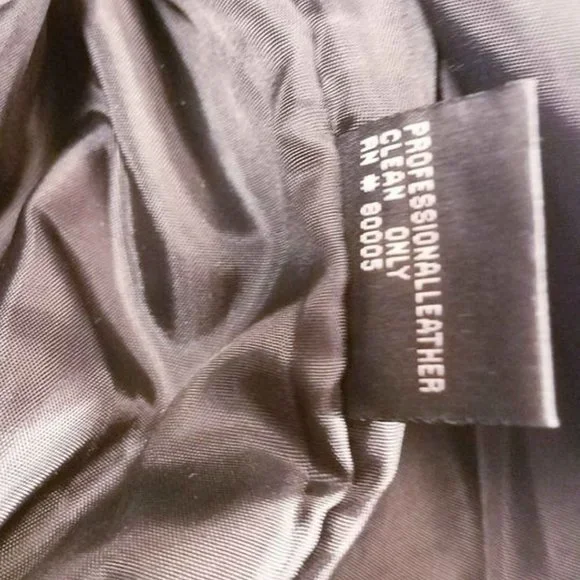 PROFESSIONALLEATHER
CLEAN ONLY
RN # 80005